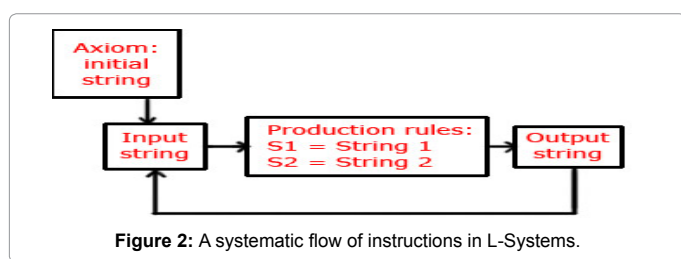 Axiom:
initial
string
Input
string
Production rules:
S1 = String 1
S2 = String 2
Output
string
Figure 2: A systematic flow of instructions in L-Systems.